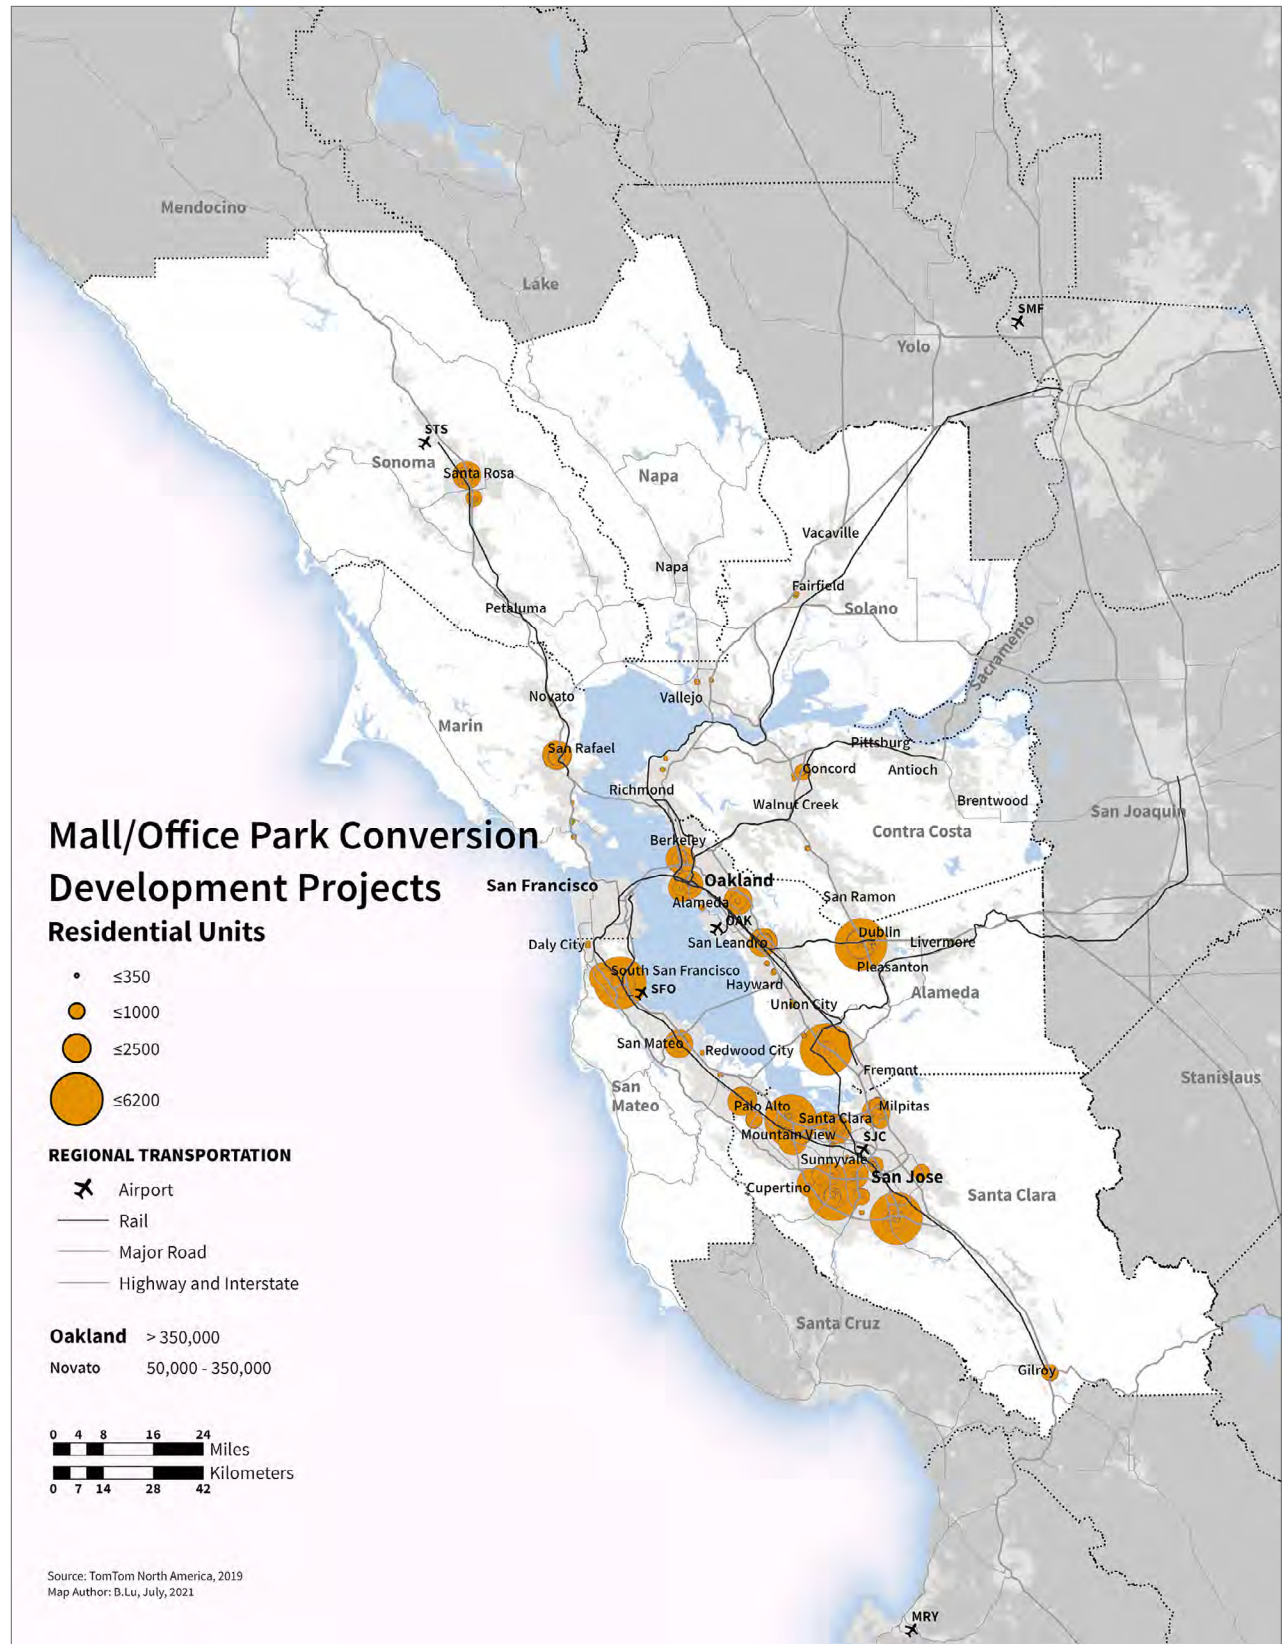 Mendocino
Lake
SMF
Yolo
STS
Sonoma
Santa Rosa
Napa
Vacaville
Napa
Fairfield
Solano
Petaluma
Sacramento
Novato
Vallejo
Marin
San Rafael
Pittsburg
Concord
Antioch
Richmond
Walnut Creek
Brentwood
San Joaquin
Contra Costa
Mall/Office Park Conversion
Development Projects
Residential Units
Berkeley
San Francisco
Oakland
Alameda
San Ramon
OAK
Dublin
Daly City
San Leandro
Livermore
South San Francisco
Pleasanton
SFO
Hayward
Alameda
Union City
San Mateo
Redwood City
Fremont
San
Mateo
Stanislaus
Palo Alto
Milpitas
Santa Clara
Mountain View
SJC
Sunnyvale
San Jose
Cupertino
Santa Clara
Santa Cruz
Gilroy
MRY
≤350
≤1000
≤2500
≤6200
REGIONAL TRANSPORTATION
Airport
Rail
Major Road
Highway and Interstate
Oakland > 350,000
Novato 50,000 - 350,000
0 4 8 16 24
Miles
Kilometers
0 7 14 28 42
Source: TomTom North America, 2019
Map Author: B.Lu, July, 2021